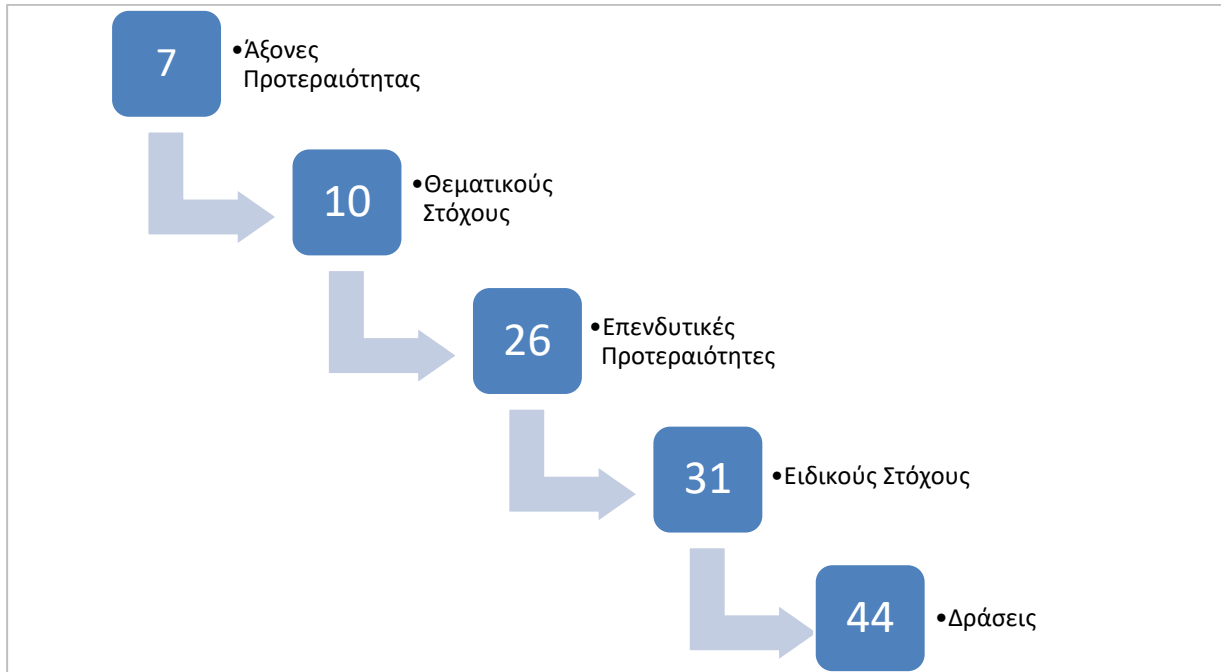 7
•Άξονες
Προτεραιότητας
10
•Θεματικούς
Στόχους
26
•Επενδυτικές
Προτεραιότητες
31
•Ειδικούς Στόχους
44
•Δράσεις